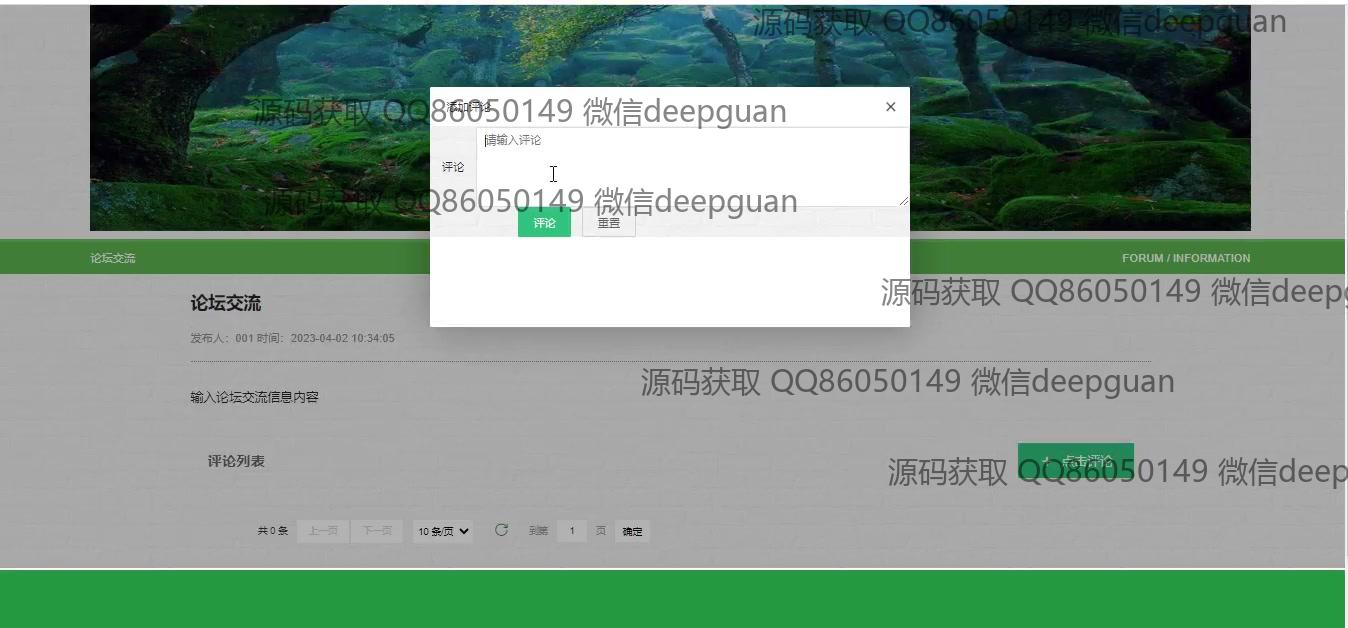 源码获取 QQ86050149 微信deepguan
添加评论
×
源码获取 QQ86050149 微信deepguan
请输入评论
评论
源码获取 QQ86050149 微信deepguan
评论 重置
论坛交流 FORUM / INFORMATION
源码获取 QQ86050149 微信deepg
论坛交流
发布人：001 时间：2023-04-02 10:34:05
源码获取 QQ86050149 微信deepguan
输入论坛交流信息内容
评论列表
+ 点击评论
源码获取 QQ86050149 微信deep
共 0 条 上一页 下一页 10 条/页 到第 1 页 确定